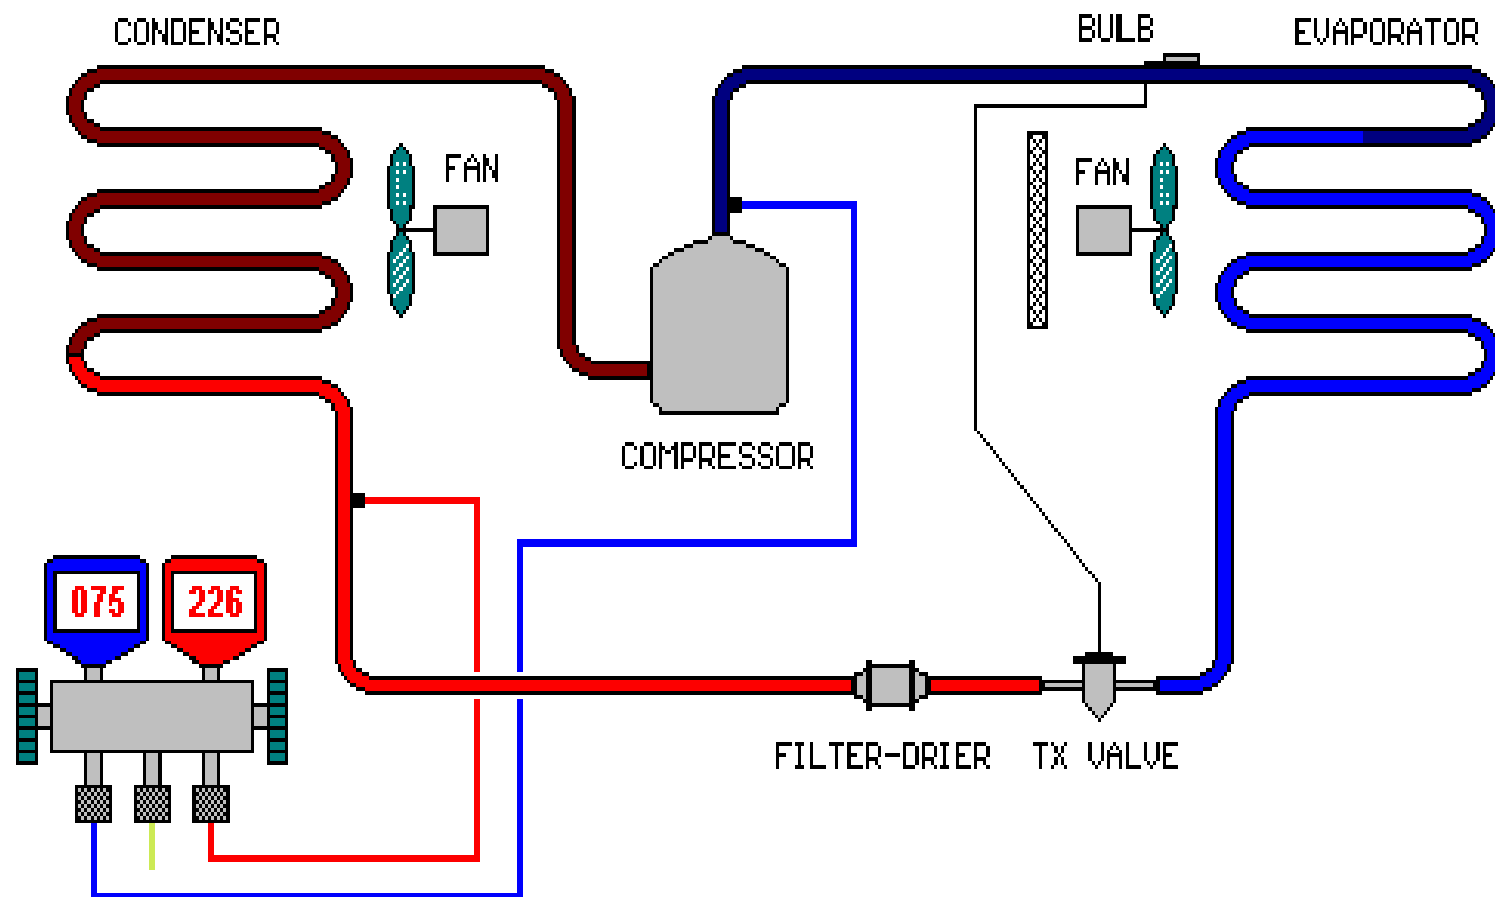 CONDENSER
BULB
EVAPORATOR
FAN
FAN
COMPRESSOR
075
226
FILTER-DRIER
TX VALVE